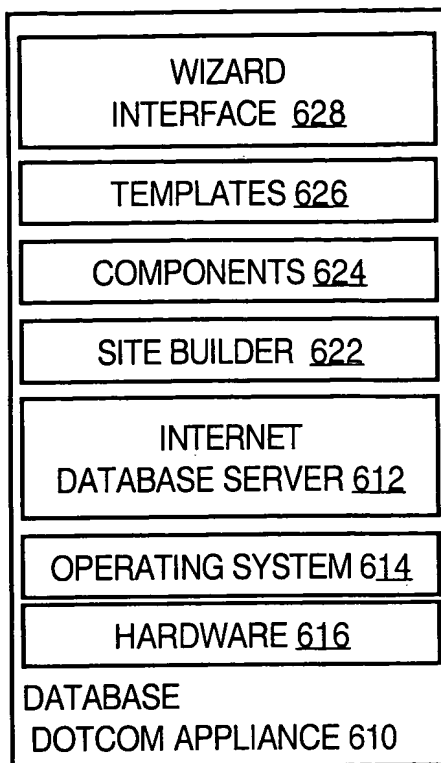 WIZARD
INTERFACE 628
TEMPLATES 626
COMPONENTS 624
SITE BUILDER 622
INTERNET
DATABASE SERVER 612
OPERATING SYSTEM 614
HARDWARE 616
DATABASE
DOTCOM APPLIANCE 610